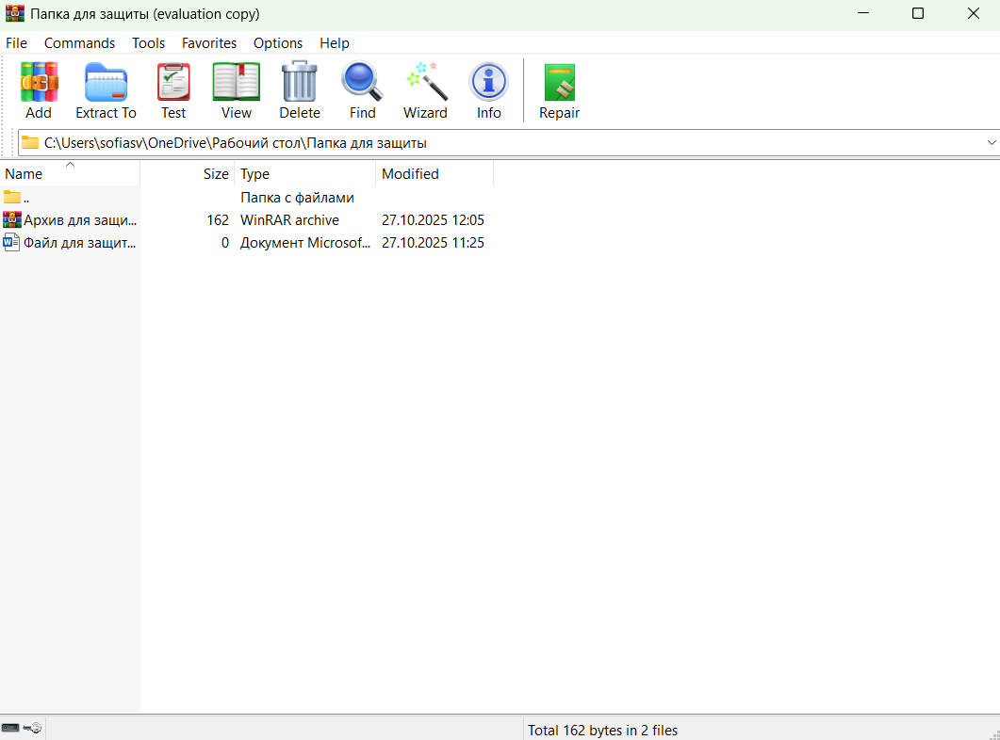 Папка для защиты (evaluation copy)
File Commands Tools Favorites Options Help
Add Extract To Test View Delete Find Wizard Info Repair
C:\Users\sofiasv\OneDrive\Рабочий стол\Папка для защиты
Name Size Type Modified
.. Папка с файлами
Архив для защи... 162 WinRAR archive 27.10.2025 12:05
Файл для защит... 0 Документ Microsof... 27.10.2025 11:25
Total 162 bytes in 2 files